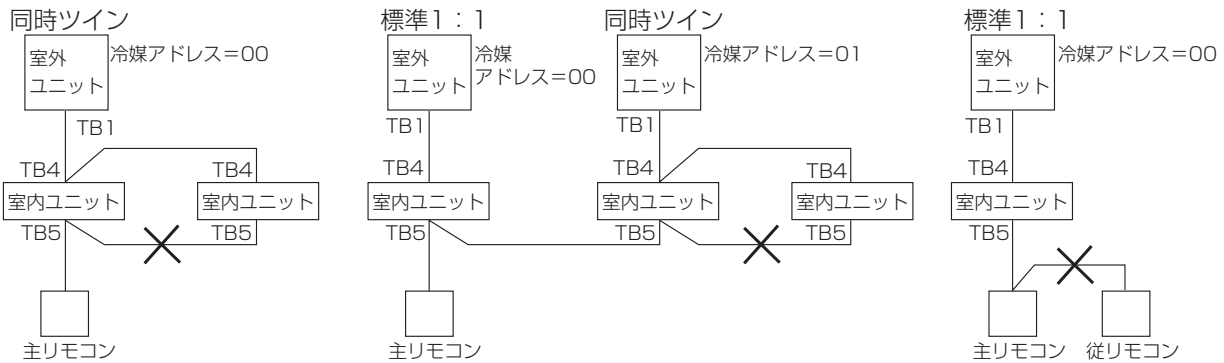 同時ツイン
室外
ユニット
冷媒アドレス＝00
TB1
TB4
TB4
室内ユニット
室内ユニット
TB5
TB5
主リモコン
標準1：1
室外
ユニット
冷媒
アドレス＝00
TB1
TB4
室内ユニット
TB5
主リモコン
同時ツイン
室外
ユニット
冷媒アドレス＝01
TB1
TB4
TB4
室内ユニット
室内ユニット
TB5
TB5
標準1：1
室外
ユニット
冷媒アドレス＝00
TB1
TB4
室内ユニット
TB5
主リモコン
従リモコン